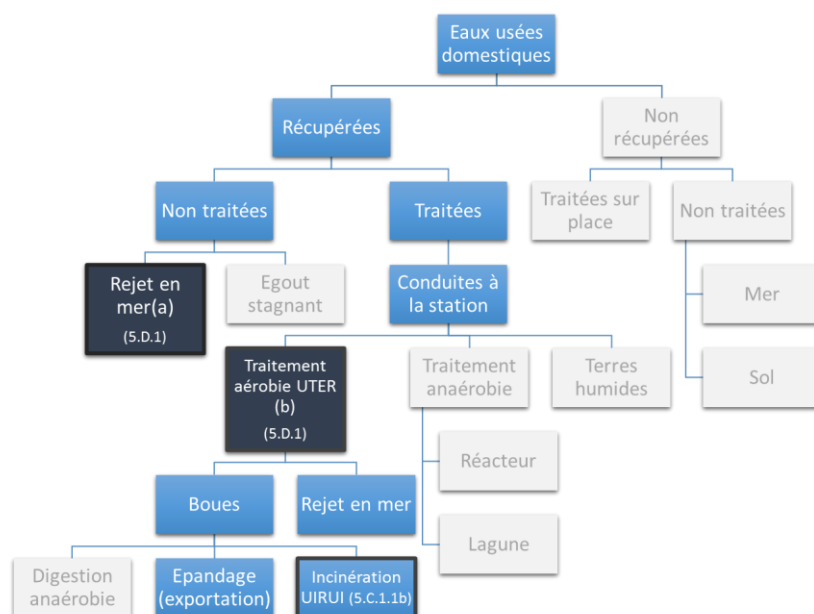 Eaux usées
domestiques
Récupérées
Non
récupérées
Non traitées
Traitées
Traitées sur
place
Non traitées
Rejet en
mer(a)
(5.D.1)
Egout
stagnant
Conduites à
la station
Mer
Sol
Traitement
aérobie UTER
(b)
(5.D.1)
Traitement
anaérobie
Terres
humides
Réacteur
Lagune
Boues
Rejet en mer
Digestion
anaérobie
Epandage
(exportation)
Incinération
UIRUI (5.C.1.1b)